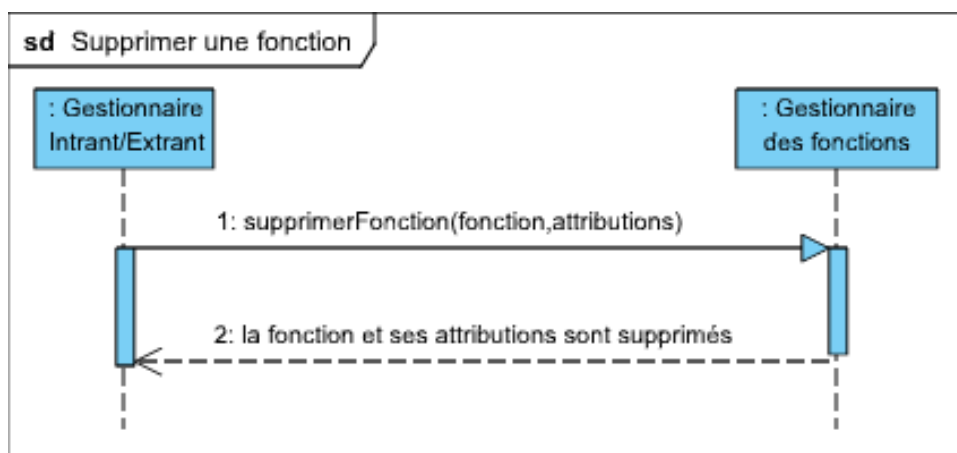 sd Supprimer une fonction
: Gestionnaire
Intrant/Extrant
: Gestionnaire
des fonctions
1: supprimerFonction(fonction,attributions)
2: la fonction et ses attributions sont supprimés